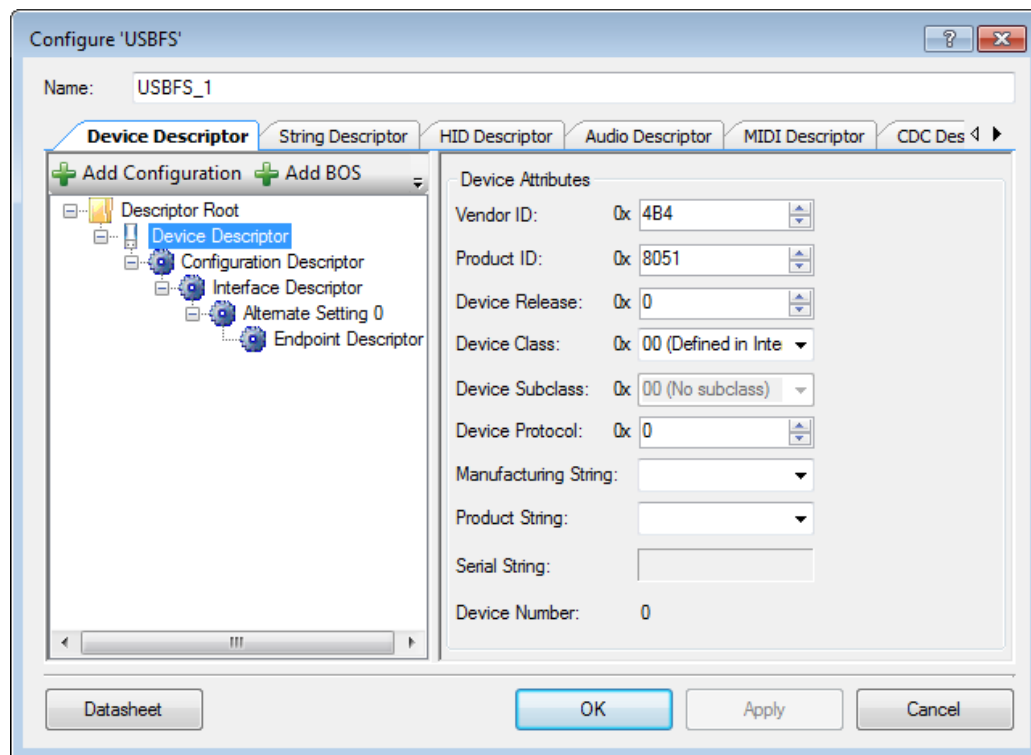 Configure 'USBFS'
?
Name: USBFS_1
Device Descriptor String Descriptor HID Descriptor Audio Descriptor MIDI Descriptor CDC Des
Add Configuration Add BOS
Descriptor Root
Device Descriptor
Configuration Descriptor
Interface Descriptor
Alternate Setting 0
Endpoint Descriptor
Device Attributes
Vendor ID: 0x 4B4
Product ID: 0x 8051
Device Release: 0x 0
Device Class: 0x 00 (Defined in Inte
Device Subclass: 0x 00 (No subclass)
Device Protocol: 0x 0
Manufacturing String:
Product String:
Serial String:
Device Number: 0
Datasheet OK Apply Cancel